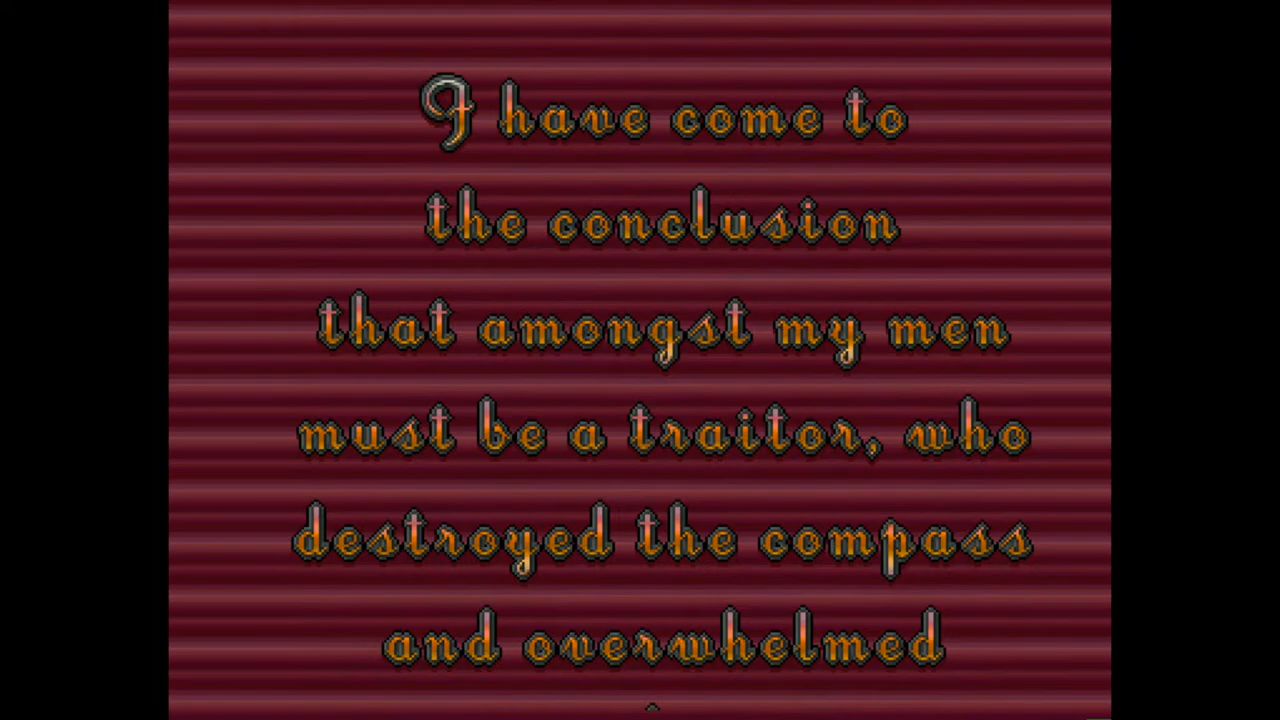 I have come to
the conclusion
that amongst my men
must be a traitor, who
destroyed the compass
and overwhelmed